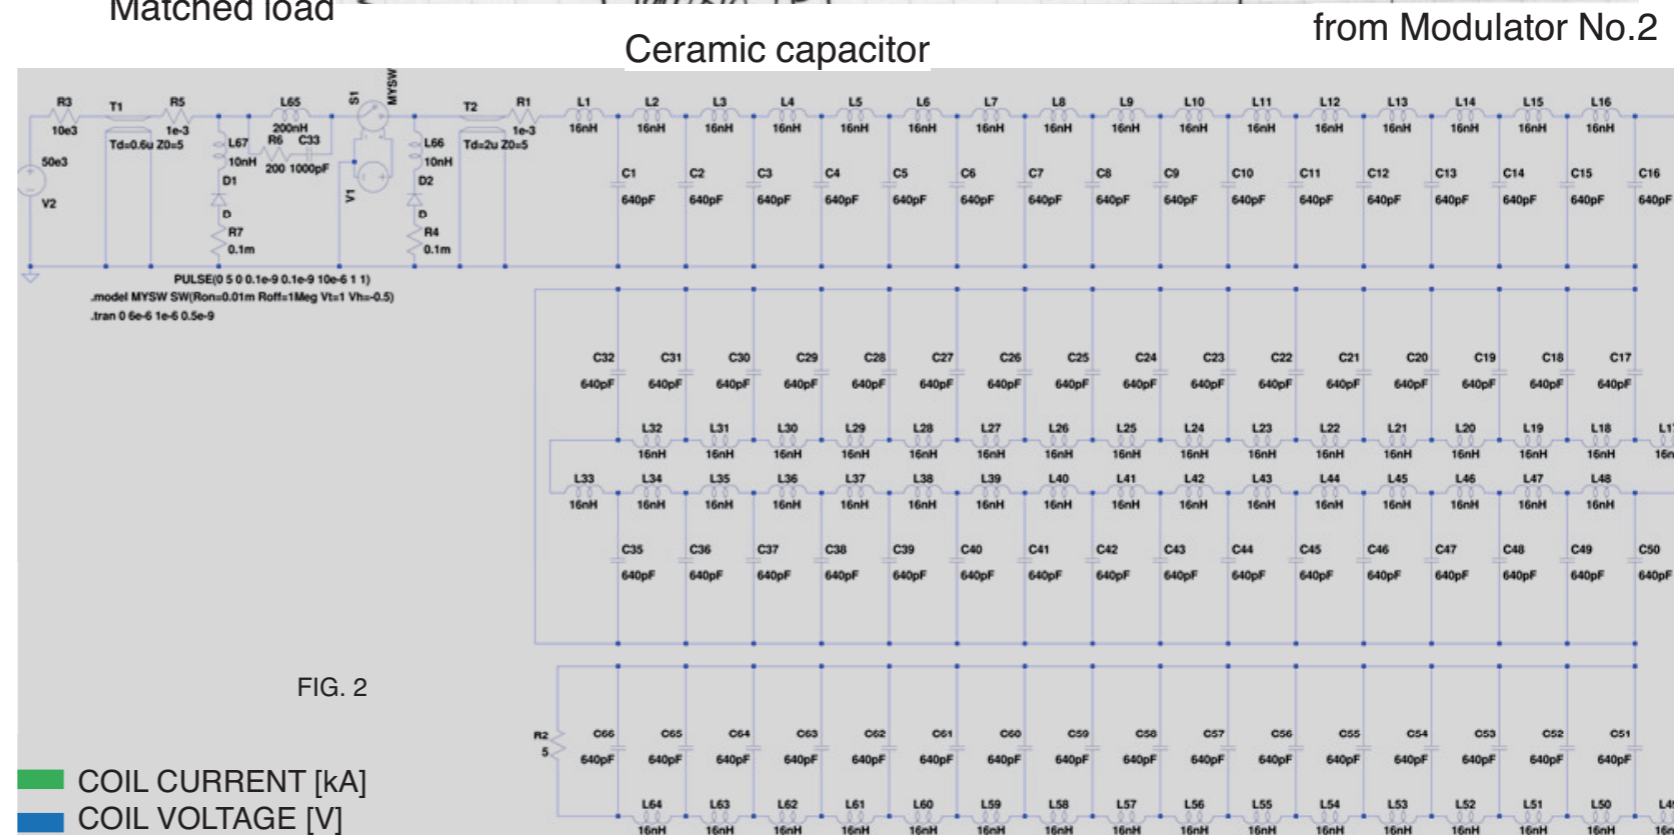 Matched load
from Modulator No.2
Ceramic capacitor
R3 T1 R5 L65 S1 MYSW T2 R1 L1 L2 L3 L4 L5 L6 L7 L8 L9 L10 L11 L12 L13 L14 L15 L16
10e3 1e-3 200nH 1e-3 16nH 16nH 16nH 16nH 16nH 16nH 16nH 16nH 16nH 16nH 16nH 16nH 16nH 16nH 16nH 16nH
Td=0.6u Z0=5 L67 R6 C33 L66 Td=2u Z0=5
50e3 10nH 200 1000pF 10nH
D1 V1 D2 C1 C2 C3 C4 C5 C6 C7 C8 C9 C10 C11 C12 C13 C14 C15 C16
V2 640pF 640pF 640pF 640pF 640pF 640pF 640pF 640pF 640pF 640pF 640pF 640pF 640pF 640pF 640pF 640pF
D D
R7 R4
0.1m 0.1m
PULSE(0 5 0 0.1e-9 0.1e-9 10e-6 1 1)
.model MYSW SW(Ron=0.01m Roff=1Meg Vt=1 Vh=-0.5)
.tran 0 6e-6 1e-6 0.5e-9
C32 C31 C30 C29 C28 C27 C26 C25 C24 C23 C22 C21 C20 C19 C18 C17
640pF 640pF 640pF 640pF 640pF 640pF 640pF 640pF 640pF 640pF 640pF 640pF 640pF 640pF 640pF 640pF
L32 L31 L30 L29 L28 L27 L26 L25 L24 L23 L22 L21 L20 L19 L18
16nH 16nH 16nH 16nH 16nH 16nH 16nH 16nH 16nH 16nH 16nH 16nH 16nH 16nH 16nH
L33 L34 L35 L36 L37 L38 L39 L40 L41 L42 L43 L44 L45 L46 L47 L48
16nH 16nH 16nH 16nH 16nH 16nH 16nH 16nH 16nH 16nH 16nH 16nH 16nH 16nH 16nH 16nH
C35 C36 C37 C38 C39 C40 C41 C42 C43 C44 C45 C46 C47 C48 C49 C50
640pF 640pF 640pF 640pF 640pF 640pF 640pF 640pF 640pF 640pF 640pF 640pF 640pF 640pF 640pF 640pF
FIG. 2
R2 C66 C65 C64 C63 C62 C61 C60 C59 C58 C57 C56 C55 C54 C53 C52 C51
5 640pF 640pF 640pF 640pF 640pF 640pF 640pF 640pF 640pF 640pF 640pF 640pF 640pF 640pF 640pF 640pF
COIL CURRENT [kA]
L64 L63 L62 L61 L60 L59 L58 L57 L56 L55 L54 L53 L52 L51 L50
COIL VOLTAGE [V]
16nH 16nH 16nH 16nH 16nH 16nH 16nH 16nH 16nH 16nH 16nH 16nH 16nH 16nH 16nH